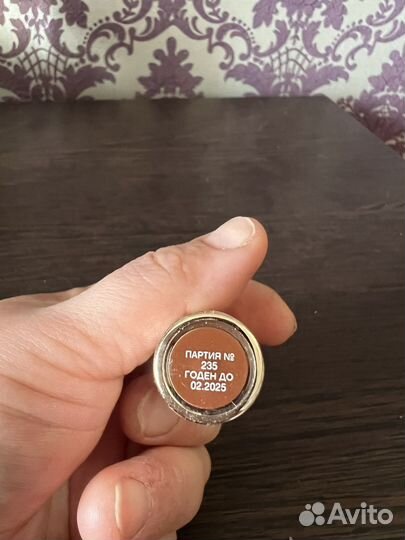 ПАРТИЯ №
235
ГОДЕН ДО
02.2025
Avito